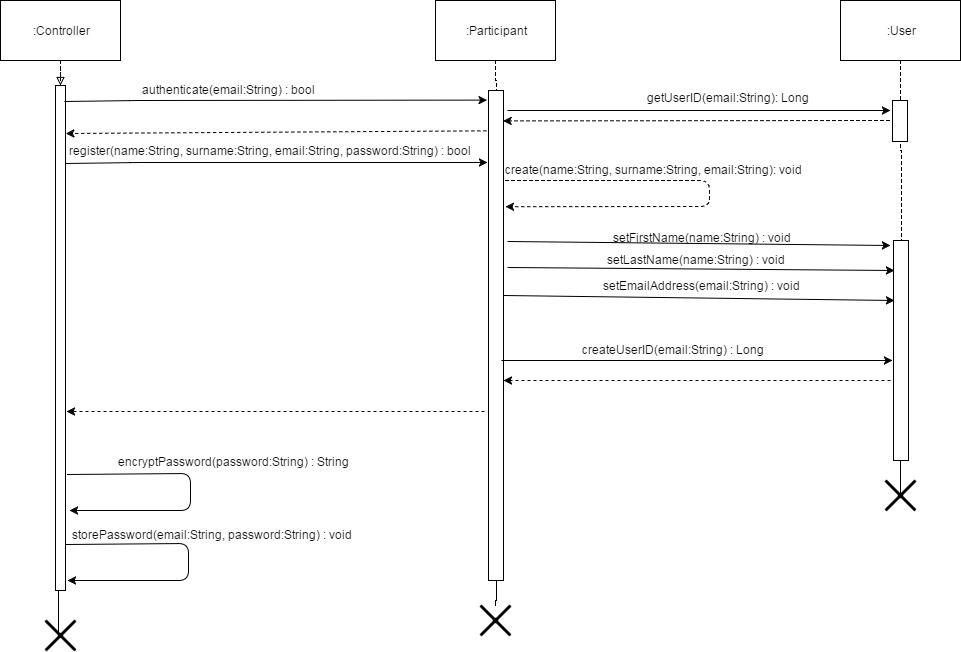 :Controller
:Participant
:User
authenticate(email:String) : bool
getUserID(email:String): Long
register(name:String, surname:String, email:String, password:String) : bool
create(name:String, surname:String, email:String): void
setFirstName(name:String) : void
setLastName(name:String) : void
setEmailAddress(email:String) : void
createUserID(email:String) : Long
encryptPassword(password:String) : String
storePassword(email:String, password:String) : void